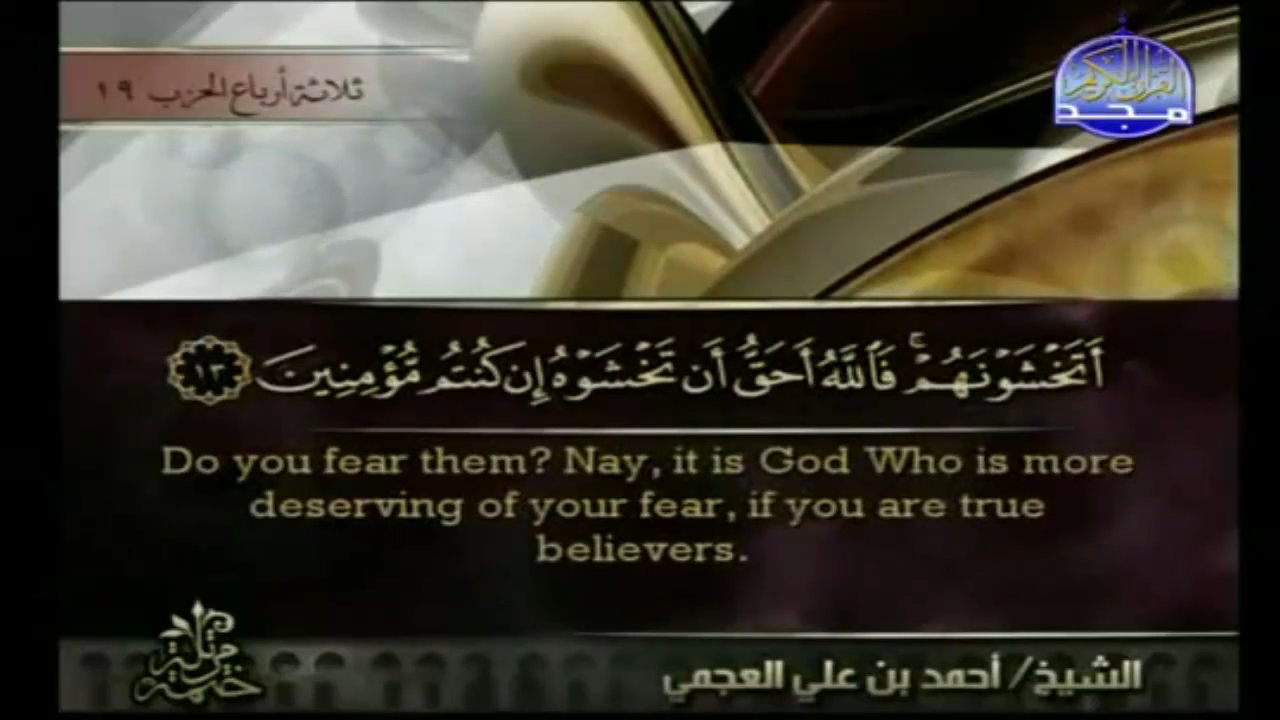 ثلاثة أرباع الحزب ١٩
القرآن الكريم
مجد
أَتَخْشَوْنَهُمْ ۚ فَٱللَّهُ أَحَقُّ أَن تَخْشَوْهُ إِن كُنتُم مُّؤْمِنِينَ ١٣
Do you fear them? Nay, it is God Who is more
deserving of your fear, if you are true
believers.
ختمة مرتلة
الشيخ/ أحمد بن علي العجمي